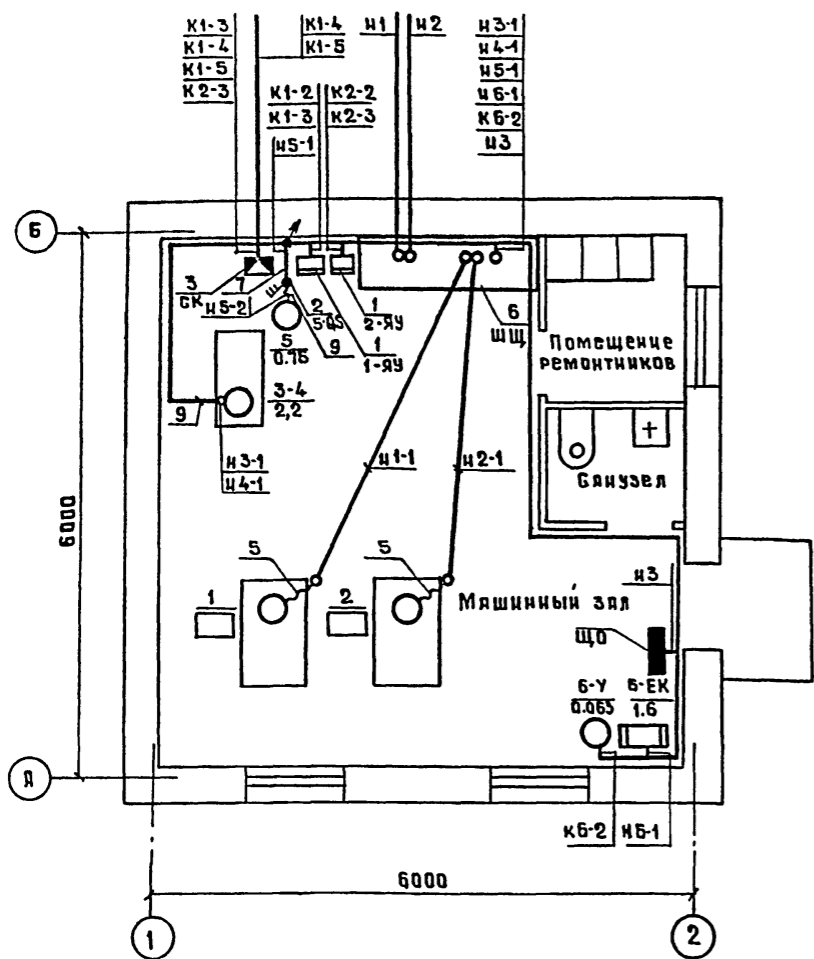 К1-3
К1-4
К1-5
К2-3
К1-4
К1-5
Н1
Н2
Н3-1
Н4-1
Н5-1
Н6-1
К6-2
Н3
К1-2
К1-3
К2-2
К2-3
Н5-1
Б
3
СК
7
Н5-2
Ш
2
5-QS
9
1
2-ЯУ
1
1-ЯУ
6
ШЩ
5
0.75
3-4
2,2
9
Н3-1
Н4-1
Помещение
ремонтников
Санузел
Н1-1
Н2-1
6000
5
5
1
2
Машинный зал
Н3
ЩО
6-У
0.065
6-ЕК
1.6
А
К6-2
Н6-1
6000
1
2